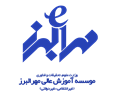 مهرالبرز
وزارت علوم، تحقیقات و فناوری
موسسه آموزش عالی مهرالبرز
(غیرانتفاعی-غیردولتی)